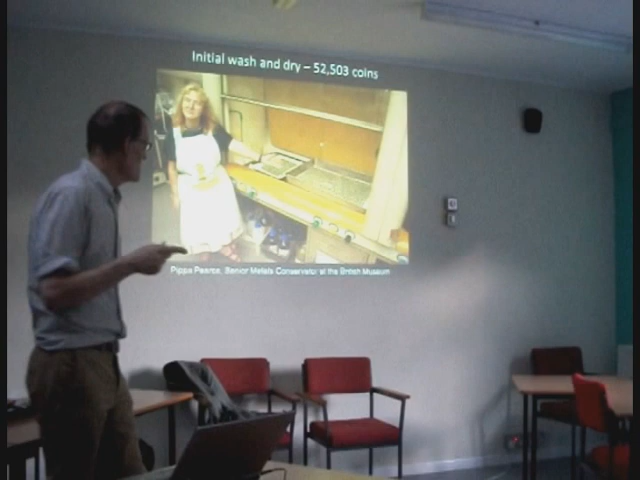 Initial wash and dry – 52,503 coins
Pippa Pearce, Senior Metals Conservator at the British Museum